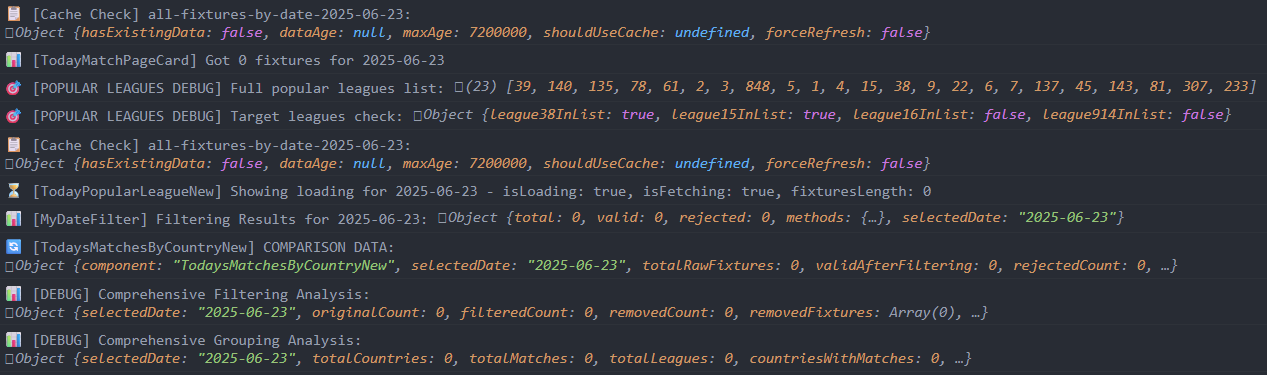 [Cache Check] all-fixtures-by-date-2025-06-23:
Object {hasExistingData: false, dataAge: null, maxAge: 7200000, shouldUseCache: undefined, forceRefresh: false}
[TodayMatchPageCard] Got 0 fixtures for 2025-06-23
[POPULAR LEAGUES DEBUG] Full popular leagues list: (23) [39, 140, 135, 78, 61, 2, 3, 848, 5, 1, 4, 15, 38, 9, 22, 6, 7, 137, 45, 143, 81, 307, 233]
[POPULAR LEAGUES DEBUG] Target leagues check: Object {league38InList: true, league15InList: true, league16InList: false, league914InList: false}
[Cache Check] all-fixtures-by-date-2025-06-23:
Object {hasExistingData: false, dataAge: null, maxAge: 7200000, shouldUseCache: undefined, forceRefresh: false}
[TodayPopularLeagueNew] Showing loading for 2025-06-23 - isLoading: true, isFetching: true, fixturesLength: 0
[MyDateFilter] Filtering Results for 2025-06-23: Object {total: 0, valid: 0, rejected: 0, methods: {…}, selectedDate: "2025-06-23"}
[TodaysMatchesByCountryNew] COMPARISON DATA:
Object {component: "TodaysMatchesByCountryNew", selectedDate: "2025-06-23", totalRawFixtures: 0, validAfterFiltering: 0, rejectedCount: 0, …}
[DEBUG] Comprehensive Filtering Analysis:
Object {selectedDate: "2025-06-23", originalCount: 0, filteredCount: 0, removedCount: 0, removedFixtures: Array(0), …}
[DEBUG] Comprehensive Grouping Analysis:
Object {selectedDate: "2025-06-23", totalCountries: 0, totalMatches: 0, totalLeagues: 0, countriesWithMatches: 0, …}